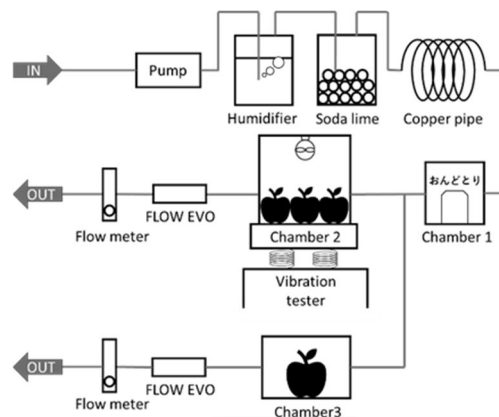 IN
Pump
Humidifier
Soda lime
Copper pipe
OUT
Flow meter
FLOW EVO
Chamber 2
おんどとり
Chamber 1
Vibration
tester
OUT
Flow meter
FLOW EVO
Chamber3